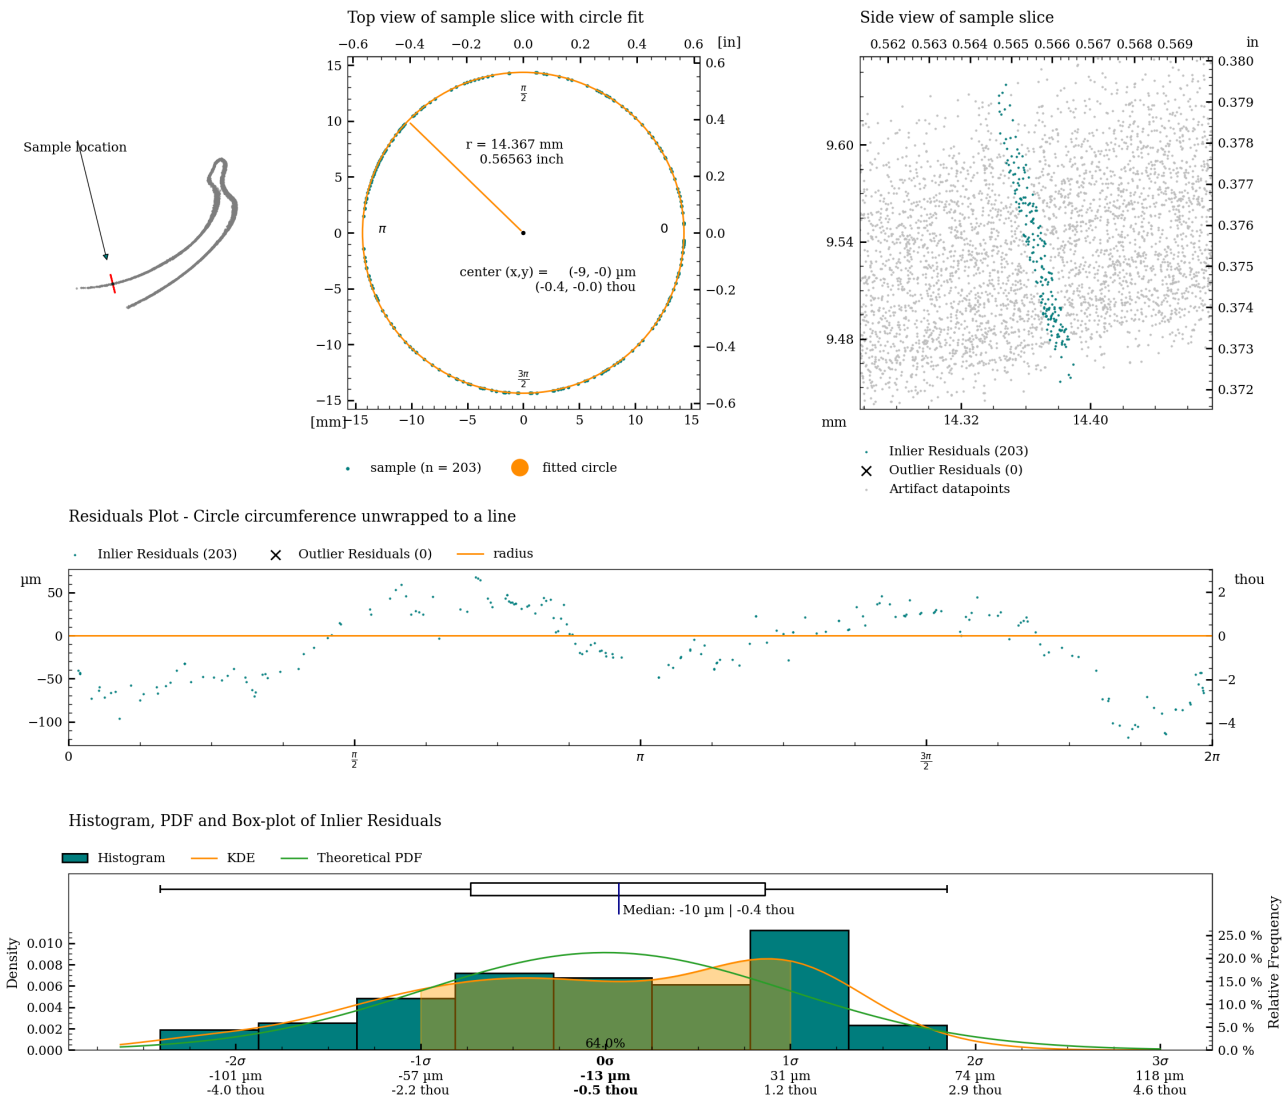 Top view of sample slice with circle fit
−0.6 −0.4 −0.2 0.0 0.2 0.4 0.6 [in]
Sample location
15
10
5
0
−5
−10
−15
0.6
0.4
0.2
0.0
−0.2
−0.4
−0.6
π/2
r = 14.367 mm
0.56563 inch
π
0
center (x,y) = (-9, -0) µm
(-0.4, -0.0) thou
3π/2
[mm] −15 −10 −5 0 5 10 15
sample (n = 203) fitted circle
Side view of sample slice
0.562 0.563 0.564 0.565 0.566 0.567 0.568 0.569 in
9.60
9.54
9.48
0.380
0.379
0.378
0.377
0.376
0.375
0.374
0.373
0.372
mm 14.32 14.40
Inlier Residuals (203)
Outlier Residuals (0)
Artifact datapoints
Residuals Plot - Circle circumference unwrapped to a line
Inlier Residuals (203) Outlier Residuals (0) radius
µm
50
0
−50
−100
thou
2
0
−2
−4
0 π/2 π 3π/2 2π
Histogram, PDF and Box-plot of Inlier Residuals
Histogram KDE Theoretical PDF
Median: -10 µm | -0.4 thou
Density
0.010
0.008
0.006
0.004
0.002
0.000
25.0 %
20.0 %
15.0 %
10.0 %
5.0 %
0.0 %
Relative Frequency
64.0%
-2σ -1σ 0σ 1σ 2σ 3σ
-101 µm -57 µm -13 µm 31 µm 74 µm 118 µm
-4.0 thou -2.2 thou -0.5 thou 1.2 thou 2.9 thou 4.6 thou